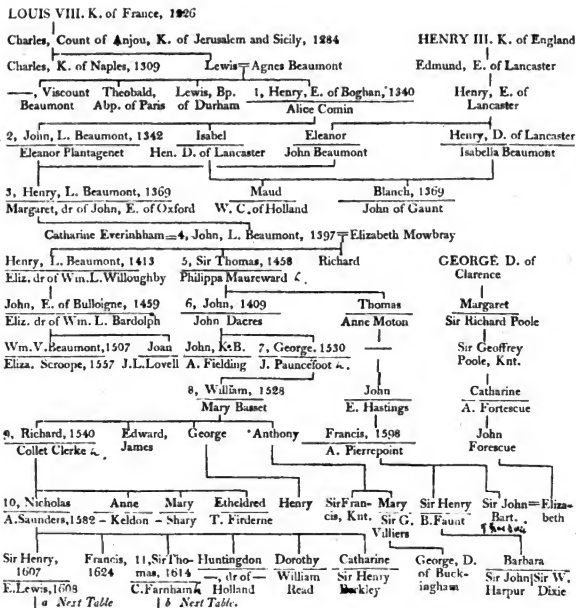 LOUIS VIII. K. of France, 1226
Charles, Count of Anjou, K. of Jerusalem and Sicily, 1284 HENRY III. K. of England
Charles, K. of Naples, 1309 Lewis Agnes Beaumont Edmund, E. of Lancaster
—, Viscount Theobald, Lewis, Bp. 1, Henry, E. of Boghan, 1340 Henry, E. of
Beaumont Abp. of Paris of Durham Alice Comin Lancaster
2, John, L. Beaumont, 1342 Isabel Eleanor Henry, D. of Lancaster
Eleanor Plantagenet Hen. D. of Lancaster John Beaumont Isabella Beaumont
3, Henry, L. Beaumont, 1369 Maud Blanch, 1369
Margaret, dr of John, E. of Oxford W. C. of Holland John of Gaunt
Catharine Everinhham=4, John, L. Beaumont, 1397 Elizabeth Mowbray
Henry, L. Beaumont, 1413 5, Sir Thomas, 1458 Richard GEORGE D. of
Eliz. dr of Wm. L. Willoughby Philippa Maureward Clarence
John, E. of Bulloigne, 1459 6, John, 1409 Thomas Margaret
Eliz. dr of Wm. L. Bardolph John Dacres Anne Moton Sir Richard Poole
Wm. V. Beaumont, 1507 Joan John, K. B. 7, George, 1530 — Sir Geoffrey
Eliza. Scroope, 1557 J. L. Lovell A. Fielding J. Pauncefoot Poole, Knt.
8, William, 1528 John Catharine
Mary Basset E. Hastings A. Fortescue
9, Richard, 1540 Edward, George Anthony Francis, 1598 John
Collet Clerke James A. Pierrepoint Forescue
10, Nicholas Anne Mary Etheldred Henry Sir Fran- Mary Sir Henry Sir John=Eliza-
A. Saunders, 1582 – Keldon – Shary T. Firderne cis, Knt. Sir G. B. Faunt Bart. beth
Villiers
Sir Henry, Francis, 11, Sir Tho- Huntingdon Dorothy Catharine George, D. Barbara
1607 1624 mas, 1614 —, dr of — William Sir Henry of Buck- Sir John Sir W.
E. Lewis, 1608 C. Farnham Holland Read Berkley ingham Harpur Dixie
a Next Table b Next Table.